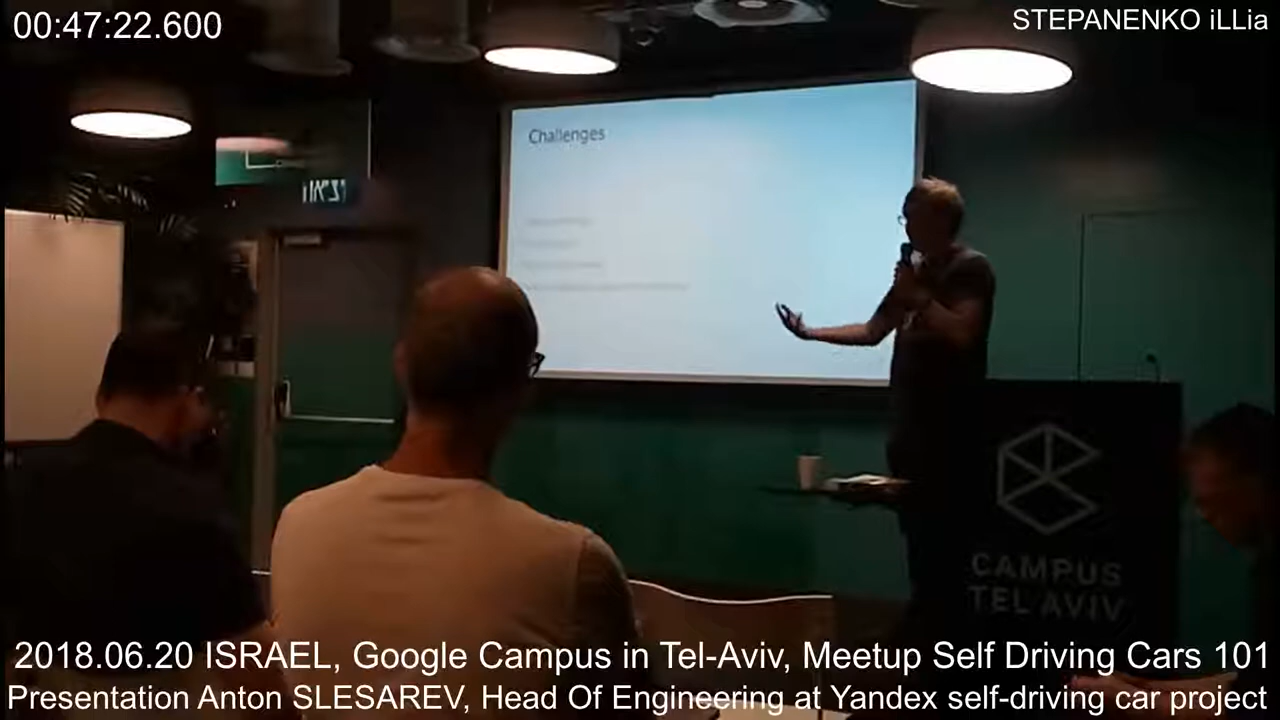 00:47:22.600
STEPANENKO iLLia
Challenges
CAMPUS
TEL AVIV
2018.06.20 ISRAEL, Google Campus in Tel-Aviv, Meetup Self Driving Cars 101
Presentation Anton SLESAREV, Head Of Engineering at Yandex self-driving car project